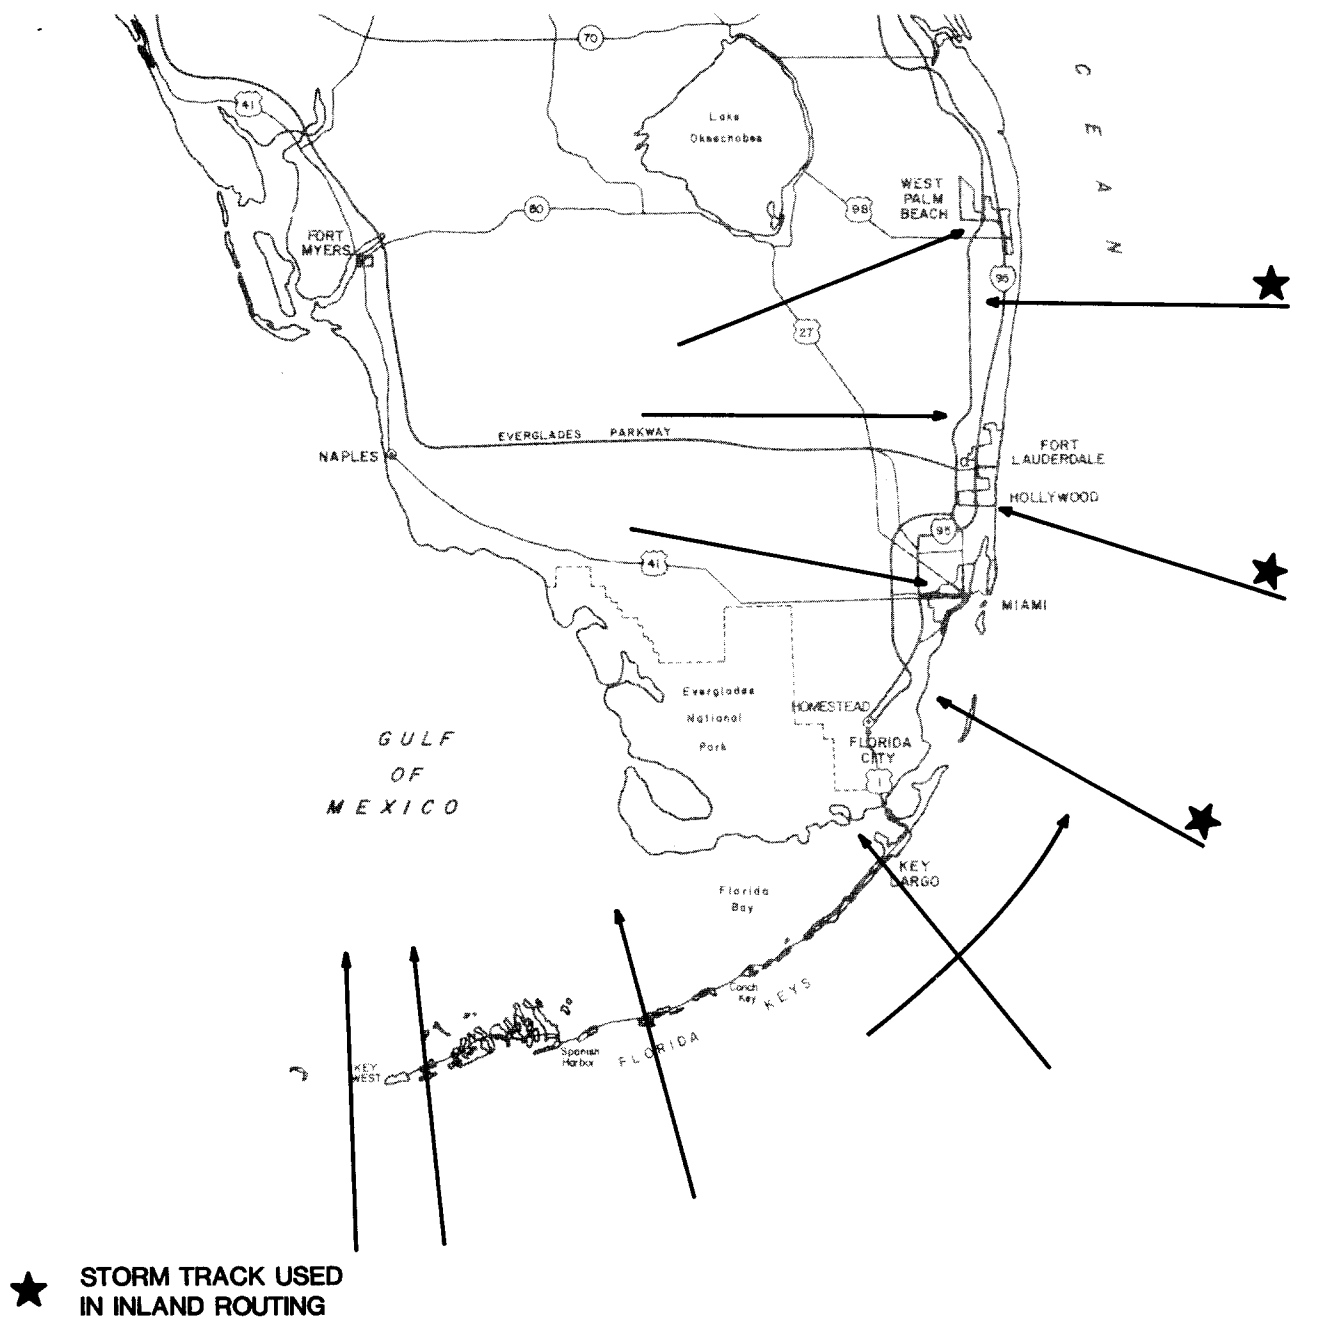 70
41
Lake
Okeechobee
O C E A N
WEST
PALM
BEACH
98
80
FORT
MYERS
95
27
EVERGLADES PARKWAY
NAPLES
FORT
LAUDERDALE
HOLLYWOOD
95
41
MIAMI
Everglades
National
Park
HOMESTEAD
FLORIDA
CITY
1
GULF
OF
MEXICO
KEY
LARGO
Florida
Bay
Conch
Key
FLORIDA KEYS
Spanish
Harbor
KEY
WEST
STORM TRACK USED
IN INLAND ROUTING